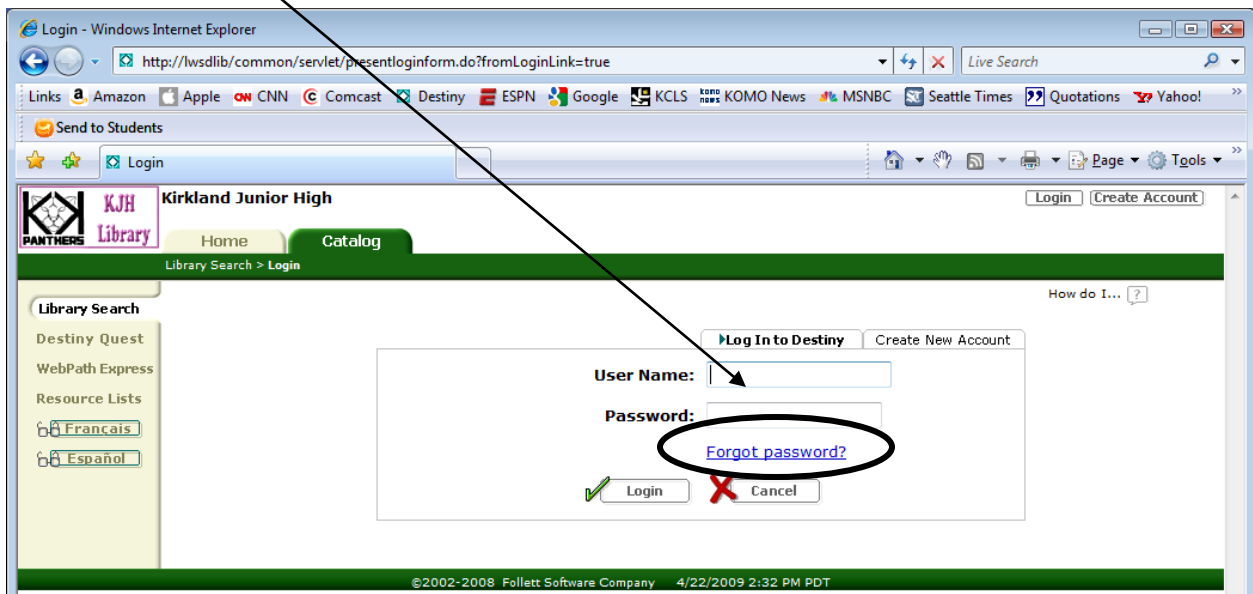 Login - Windows Internet Explorer
http://lwsdlib/common/servlet/presentloginform.do?fromLoginLink=true
Live Search
Links Amazon Apple CNN Comcast Destiny ESPN Google KCLS KOMO News MSNBC Seattle Times Quotations Yahoo!
Send to Students
Login Page Tools
KJH Library PANTHERS
Kirkland Junior High
Login Create Account
Home Catalog
Library Search > Login
How do I... ?
Library Search
Destiny Quest
WebPath Express
Resource Lists
Français
Español
Log In to Destiny Create New Account
User Name:
Password:
Forgot password?
Login Cancel
©2002-2008 Follett Software Company 4/22/2009 2:32 PM PDT